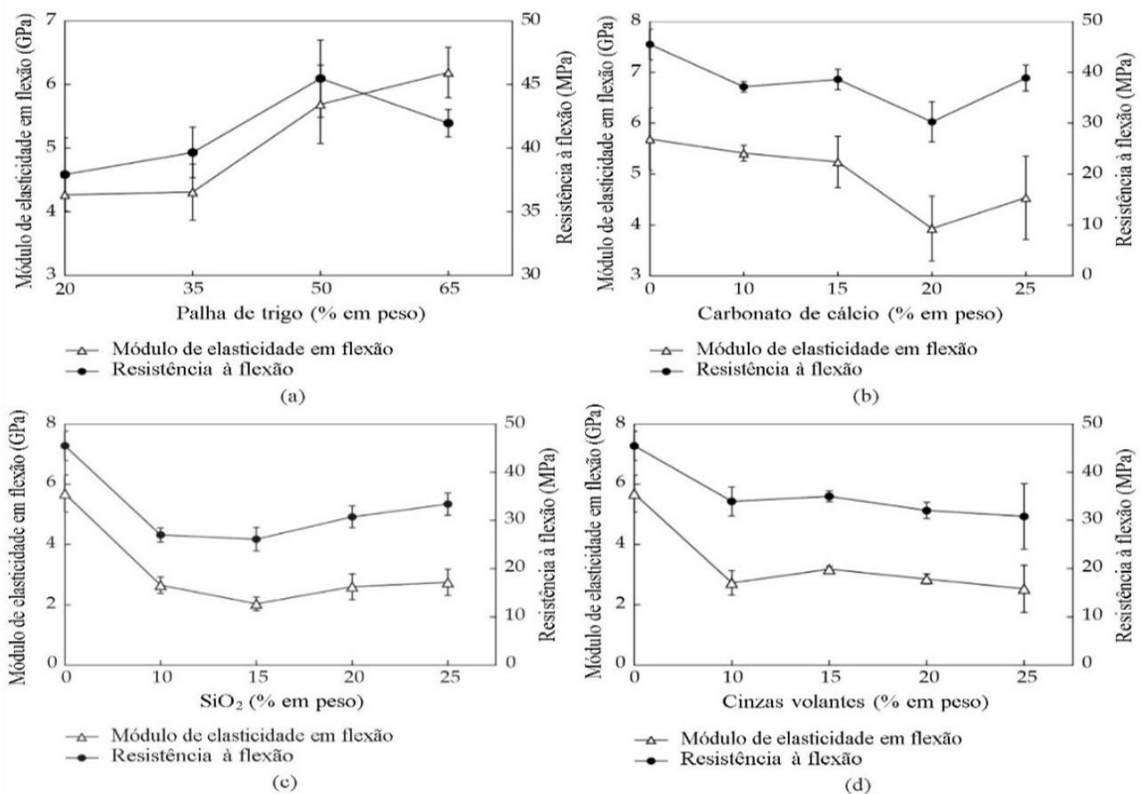 Módulo de elasticidade em flexão (GPa)
7
6
5
4
3
50
45
40
35
30
Resistência à flexão (MPa)
20 35 50 65
Palha de trigo (% em peso)
Módulo de elasticidade em flexão
Resistência à flexão
(a)
Módulo de elasticidade em flexão (GPa)
8
7
6
5
4
3
50
40
30
20
10
0
Resistência à flexão (MPa)
0 10 15 20 25
Carbonato de cálcio (% em peso)
Módulo de elasticidade em flexão
Resistência à flexão
(b)
Módulo de elasticidade em flexão (GPa)
8
6
4
2
0
50
40
30
20
10
0
Resistência à flexão (MPa)
0 10 15 20 25
SiO₂ (% em peso)
Módulo de elasticidade em flexão
Resistência à flexão
(c)
Módulo de elasticidade em flexão (GPa)
8
6
4
2
0
50
40
30
20
10
0
Resistência à flexão (MPa)
0 10 15 20 25
Cinzas volantes (% em peso)
Módulo de elasticidade em flexão
Resistência à flexão
(d)